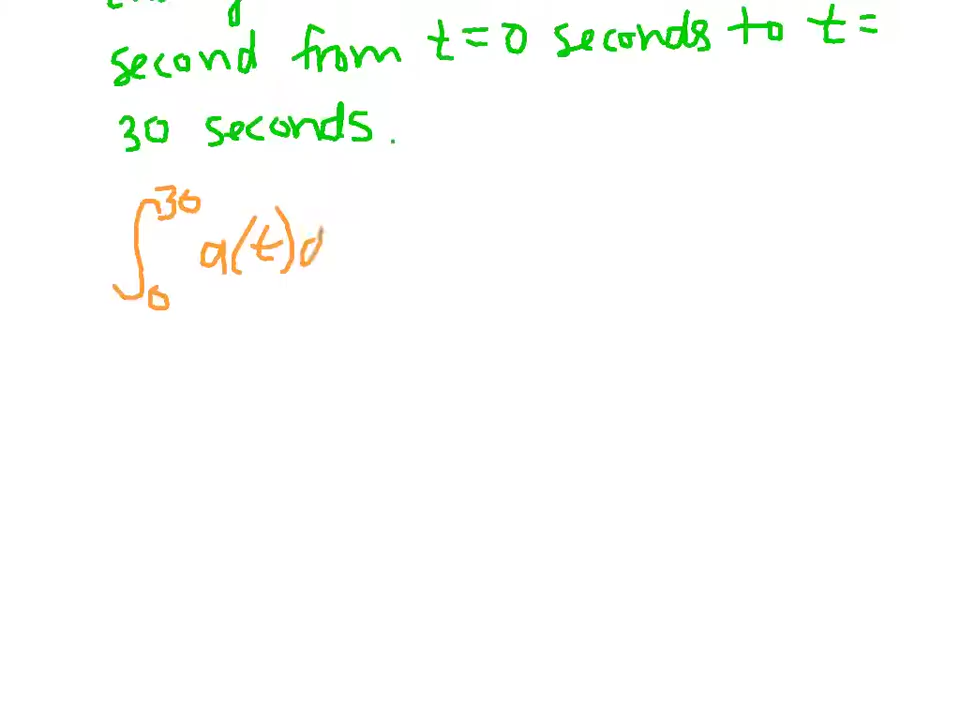 second from t=0 seconds to t=
30 seconds.
∫₀³⁰ a(t)d